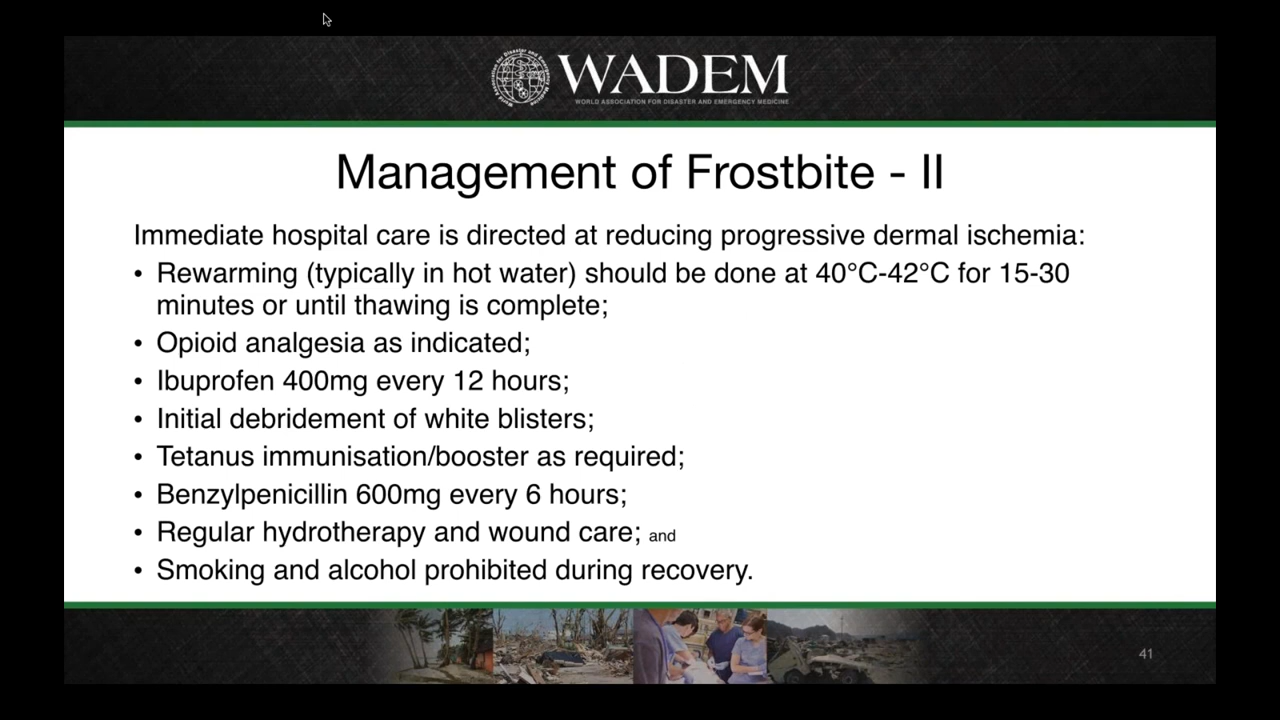 WADEM
WORLD ASSOCIATION FOR DISASTER AND EMERGENCY MEDICINE
Management of Frostbite - II
Immediate hospital care is directed at reducing progressive dermal ischemia:
• Rewarming (typically in hot water) should be done at 40°C-42°C for 15-30
minutes or until thawing is complete;
• Opioid analgesia as indicated;
• Ibuprofen 400mg every 12 hours;
• Initial debridement of white blisters;
• Tetanus immunisation/booster as required;
• Benzylpenicillin 600mg every 6 hours;
• Regular hydrotherapy and wound care; and
• Smoking and alcohol prohibited during recovery.
41